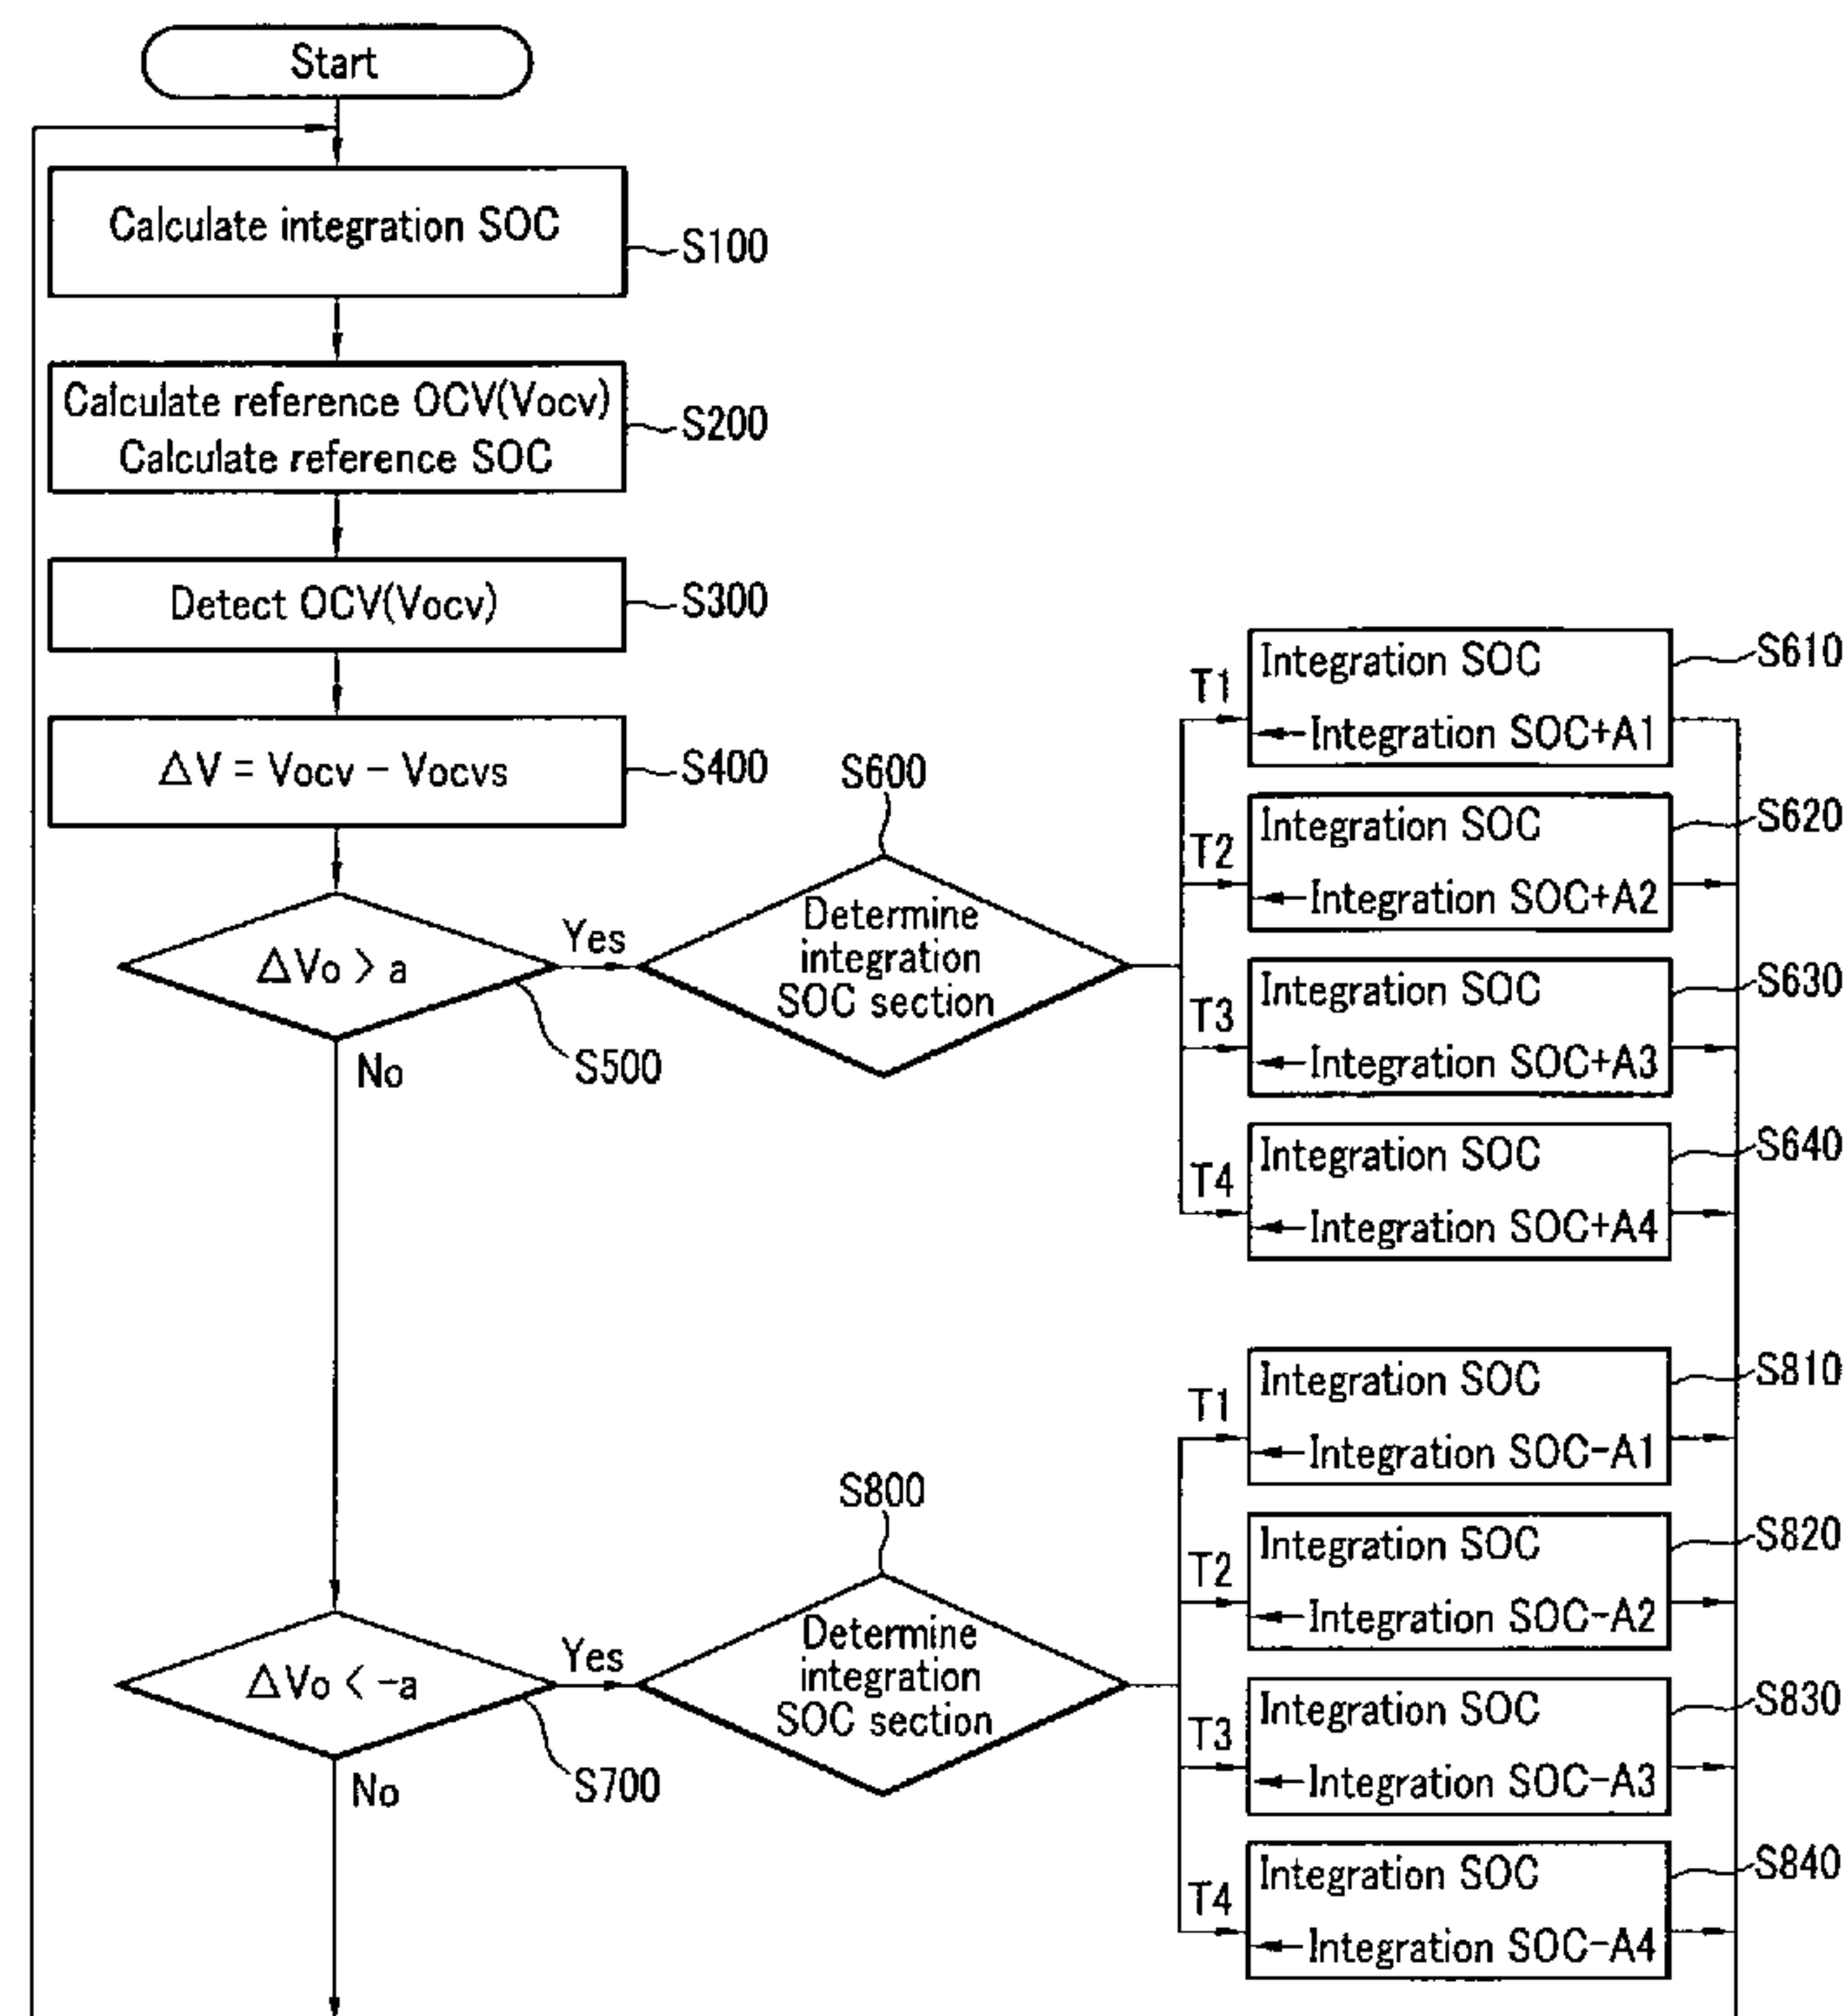 Start
Calculate integration SOC
S100
Calculate reference OCV(Vocv)
Calculate reference SOC
S200
Detect OCV(Vocv)
S300
ΔV = Vocv - Vocvs
S400
ΔVo > a
Yes
No
S500
S600
Determine
integration
SOC section
T1
Integration SOC
Integration SOC+A1
S610
T2
Integration SOC
Integration SOC+A2
S620
T3
Integration SOC
Integration SOC+A3
S630
T4
Integration SOC
Integration SOC+A4
S640
ΔVo < -a
Yes
No
S700
S800
Determine
integration
SOC section
T1
Integration SOC
Integration SOC-A1
S810
T2
Integration SOC
Integration SOC-A2
S820
T3
Integration SOC
Integration SOC-A3
S830
T4
Integration SOC
Integration SOC-A4
S840